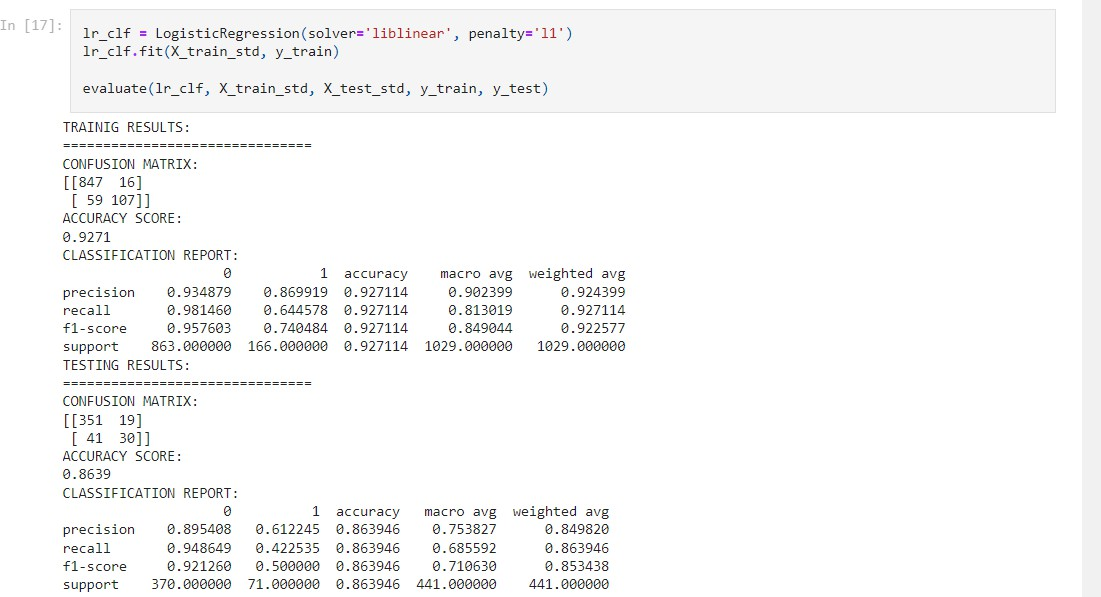 In [17]:
lr_clf = LogisticRegression(solver='liblinear', penalty='l1')
lr_clf.fit(X_train_std, y_train)
evaluate(lr_clf, X_train_std, X_test_std, y_train, y_test)
TRAINIG RESULTS:
===============================
CONFUSION MATRIX:
[[847  16]
 [ 59 107]]
ACCURACY SCORE:
0.9271
CLASSIFICATION REPORT:
0 1 accuracy macro avg weighted avg
precision 0.934879 0.869919 0.927114 0.902399 0.924399
recall 0.981460 0.644578 0.927114 0.813019 0.927114
f1-score 0.957603 0.740484 0.927114 0.849044 0.922577
support 863.000000 166.000000 0.927114 1029.000000 1029.000000
TESTING RESULTS:
===============================
CONFUSION MATRIX:
[[351  19]
 [ 41  30]]
ACCURACY SCORE:
0.8639
CLASSIFICATION REPORT:
0 1 accuracy macro avg weighted avg
precision 0.895408 0.612245 0.863946 0.753827 0.849820
recall 0.948649 0.422535 0.863946 0.685592 0.863946
f1-score 0.921260 0.500000 0.863946 0.710630 0.853438
support 370.000000 71.000000 0.863946 441.000000 441.000000